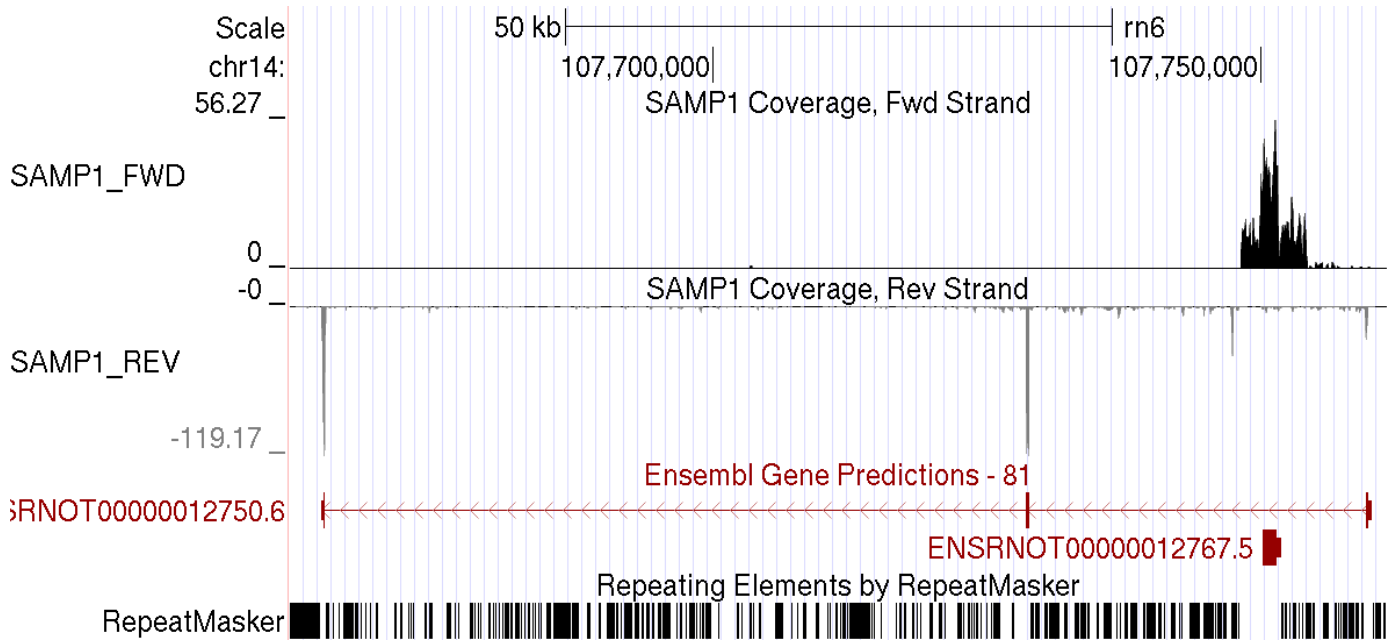 Scale 50 kb rn6
chr14: 107,700,000 107,750,000
56.27 _ SAMP1 Coverage, Fwd Strand
SAMP1_FWD
0 _
-0 _ SAMP1 Coverage, Rev Strand
SAMP1_REV
-119.17 _
Ensembl Gene Predictions - 81
SRNOT00000012750.6
ENSRNOT00000012767.5
Repeating Elements by RepeatMasker
RepeatMasker